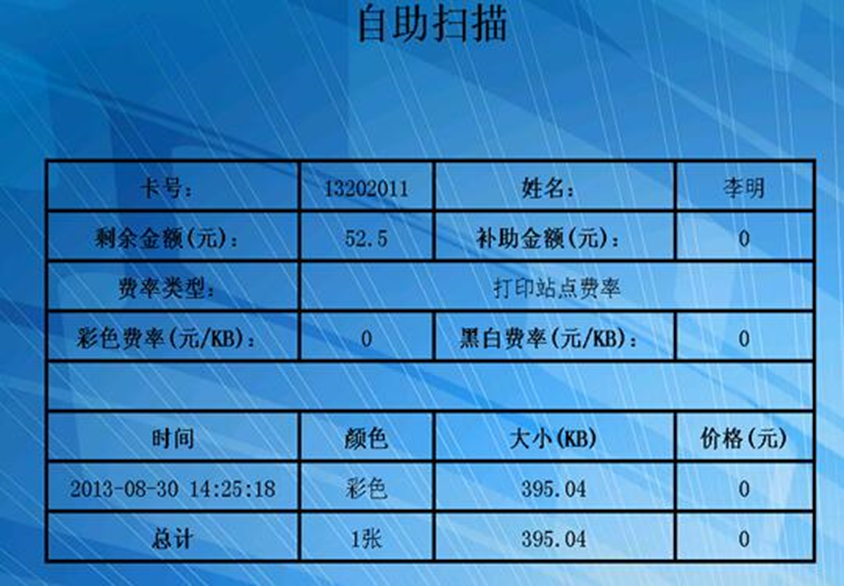 自助扫描
卡号： 13202011 姓名： 李明
剩余金额(元)： 52.5 补助金额(元)： 0
费率类型： 打印站点费率
彩色费率(元/KB)： 0 黑白费率(元/KB)： 0
时间 颜色 大小(KB) 价格(元)
2013-08-30 14:25:18 彩色 395.04 0
总计 1张 395.04 0